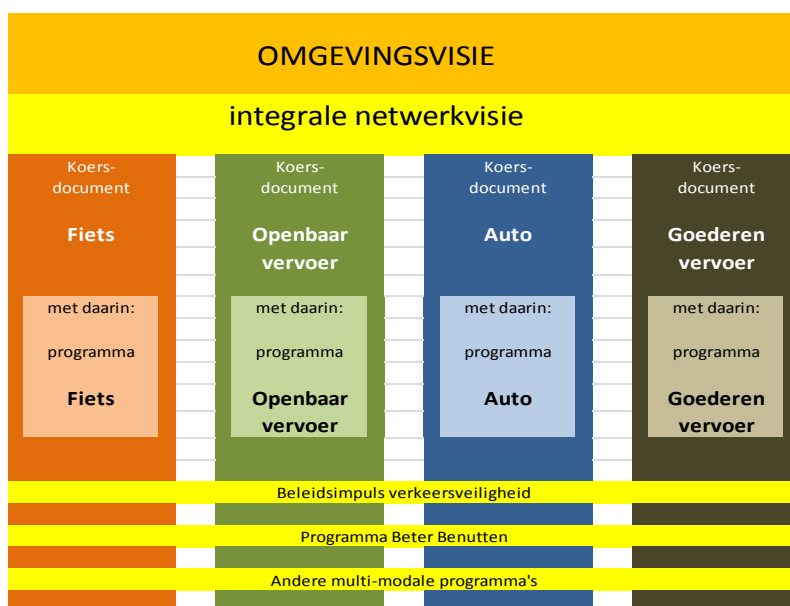 OMGEVINGSVISIE
integrale netwerkvisie
Koers-
document
Fiets
met daarin:
programma
Fiets
Koers-
document
Openbaar
vervoer
met daarin:
programma
Openbaar
vervoer
Koers-
document
Auto
met daarin:
programma
Auto
Koers-
document
Goederen
vervoer
met daarin:
programma
Goederen
vervoer
Beleidsimpuls verkeersveiligheid
Programma Beter Benutten
Andere multi-modale programma's